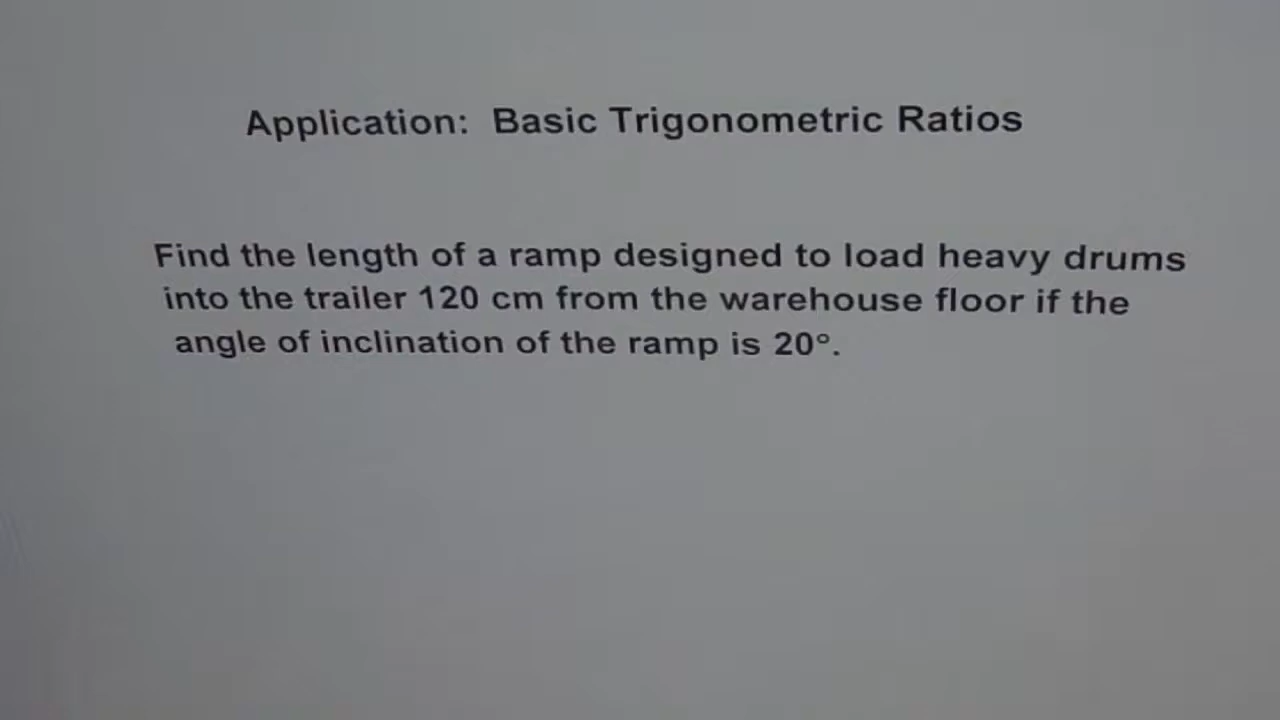 Application: Basic Trigonometric Ratios
Find the length of a ramp designed to load heavy drums
into the trailer 120 cm from the warehouse floor if the
angle of inclination of the ramp is 20°.